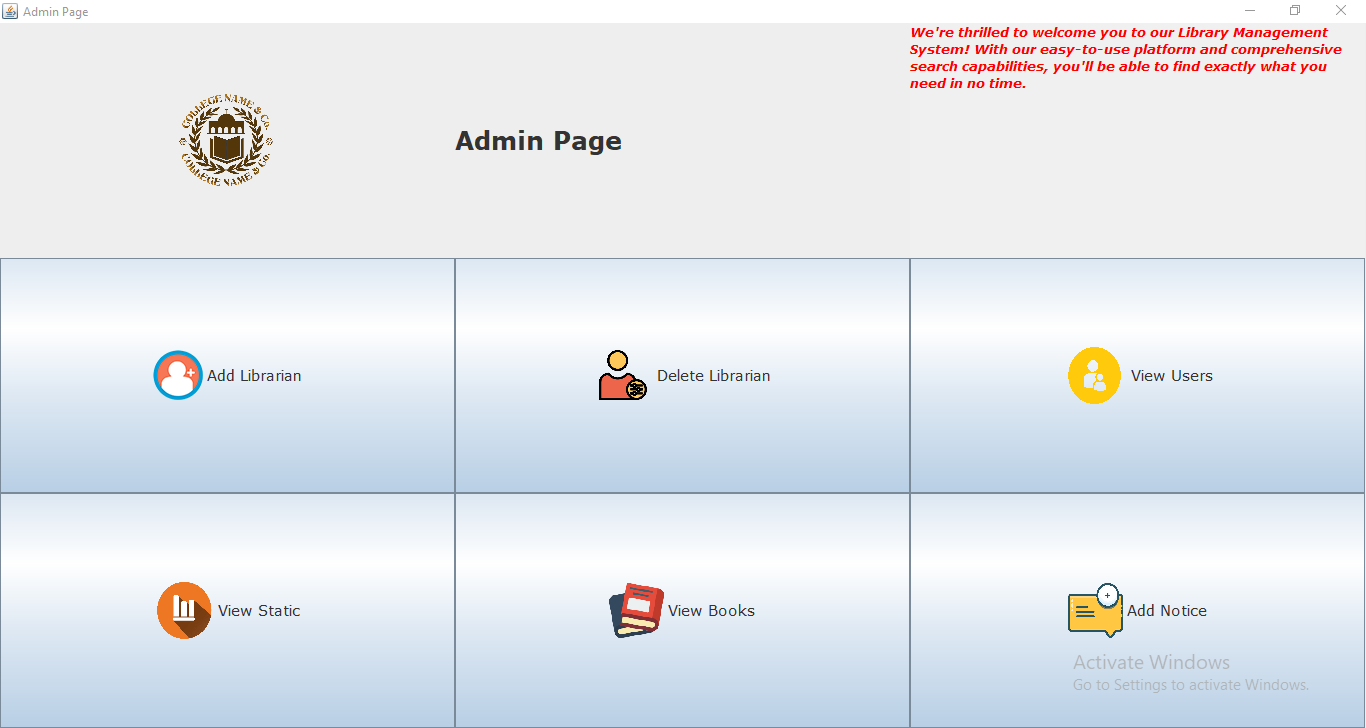 Admin Page
We're thrilled to welcome you to our Library Management
System! With our easy-to-use platform and comprehensive
search capabilities, you'll be able to find exactly what you
need in no time.
COLLEGE NAME & Co.
COLLEGE NAME & Co.
Admin Page
Add Librarian
Delete Librarian
View Users
View Static
View Books
Add Notice
Activate Windows
Go to Settings to activate Windows.